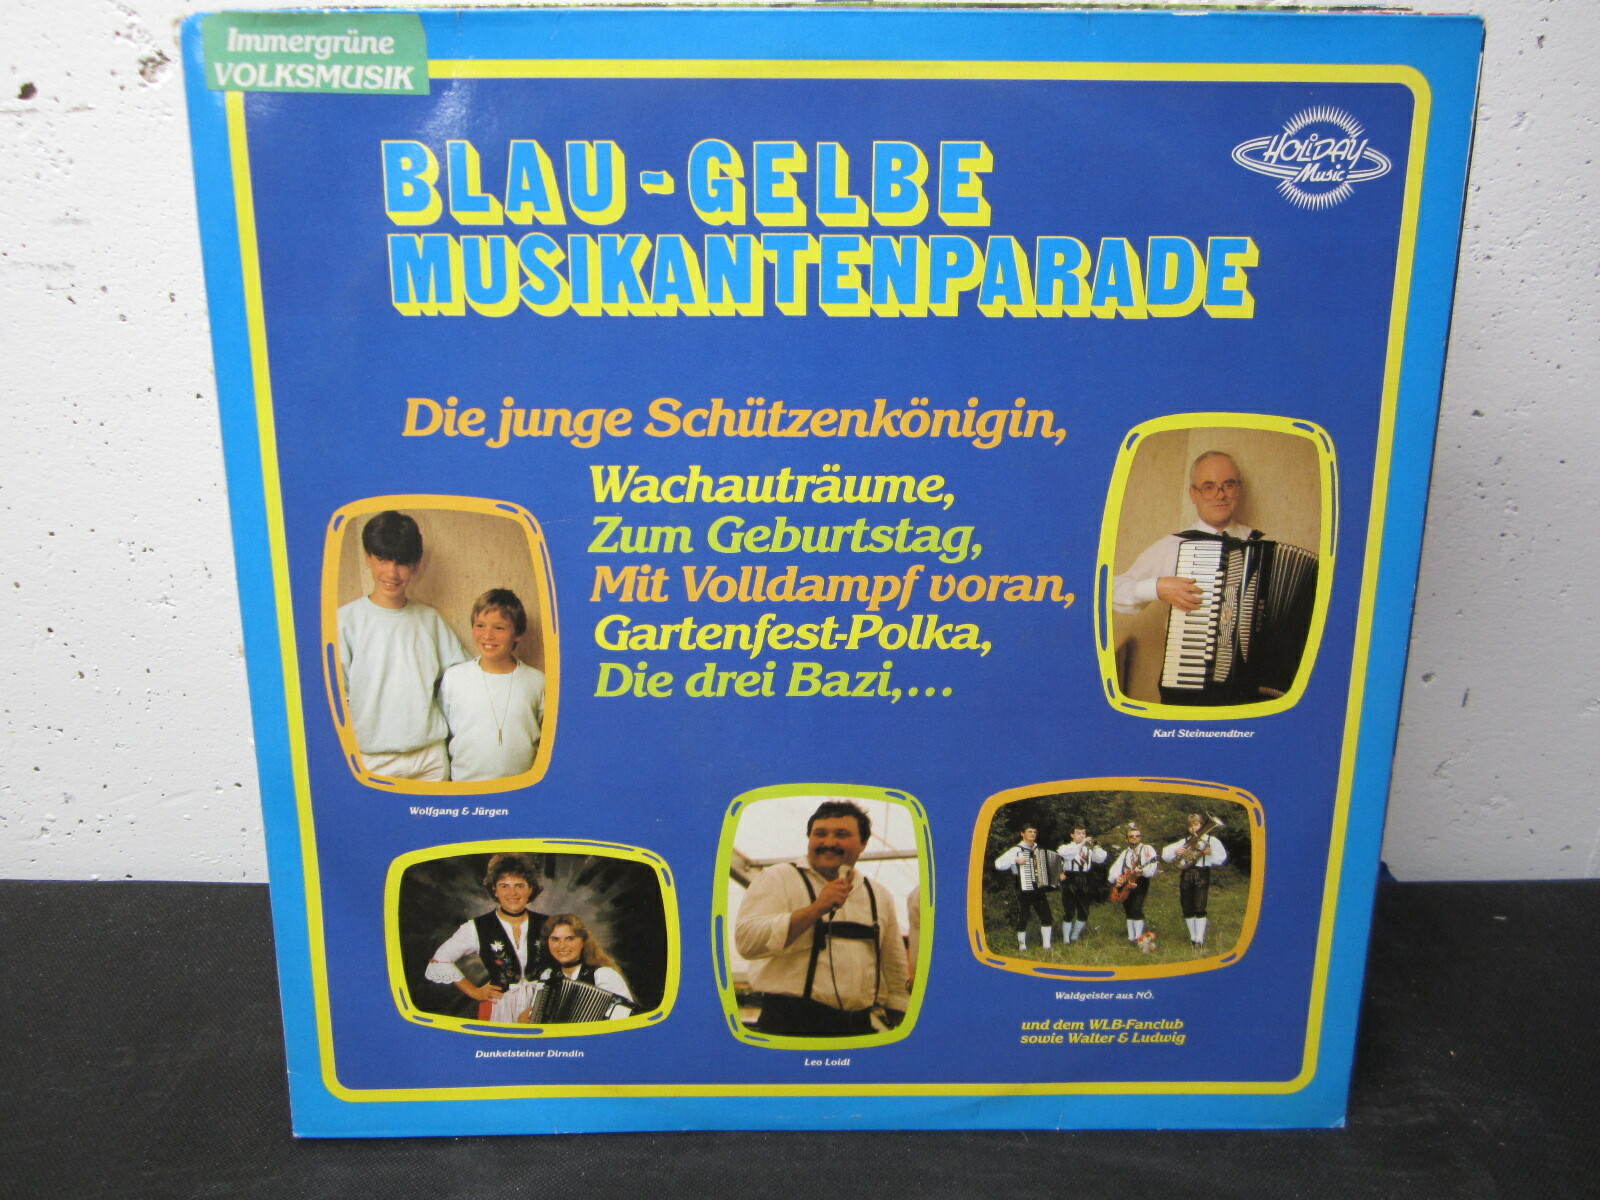 Immergrüne
VOLKSMUSIK
HOLiDAY
Music
BLAU-GELBE
MUSIKANTENPARADE
Die junge Schützenkönigin,
Wachauträume,
Zum Geburtstag,
Mit Volldampf voran,
Gartenfest-Polka,
Die drei Bazi,...
Karl Steinwendtner
Wolfgang & Jürgen
Dunkelsteiner Dirndln
Leo Loidl
Waldgeister aus NÖ.
und dem WLB-Fanclub
sowie Walter & Ludwig